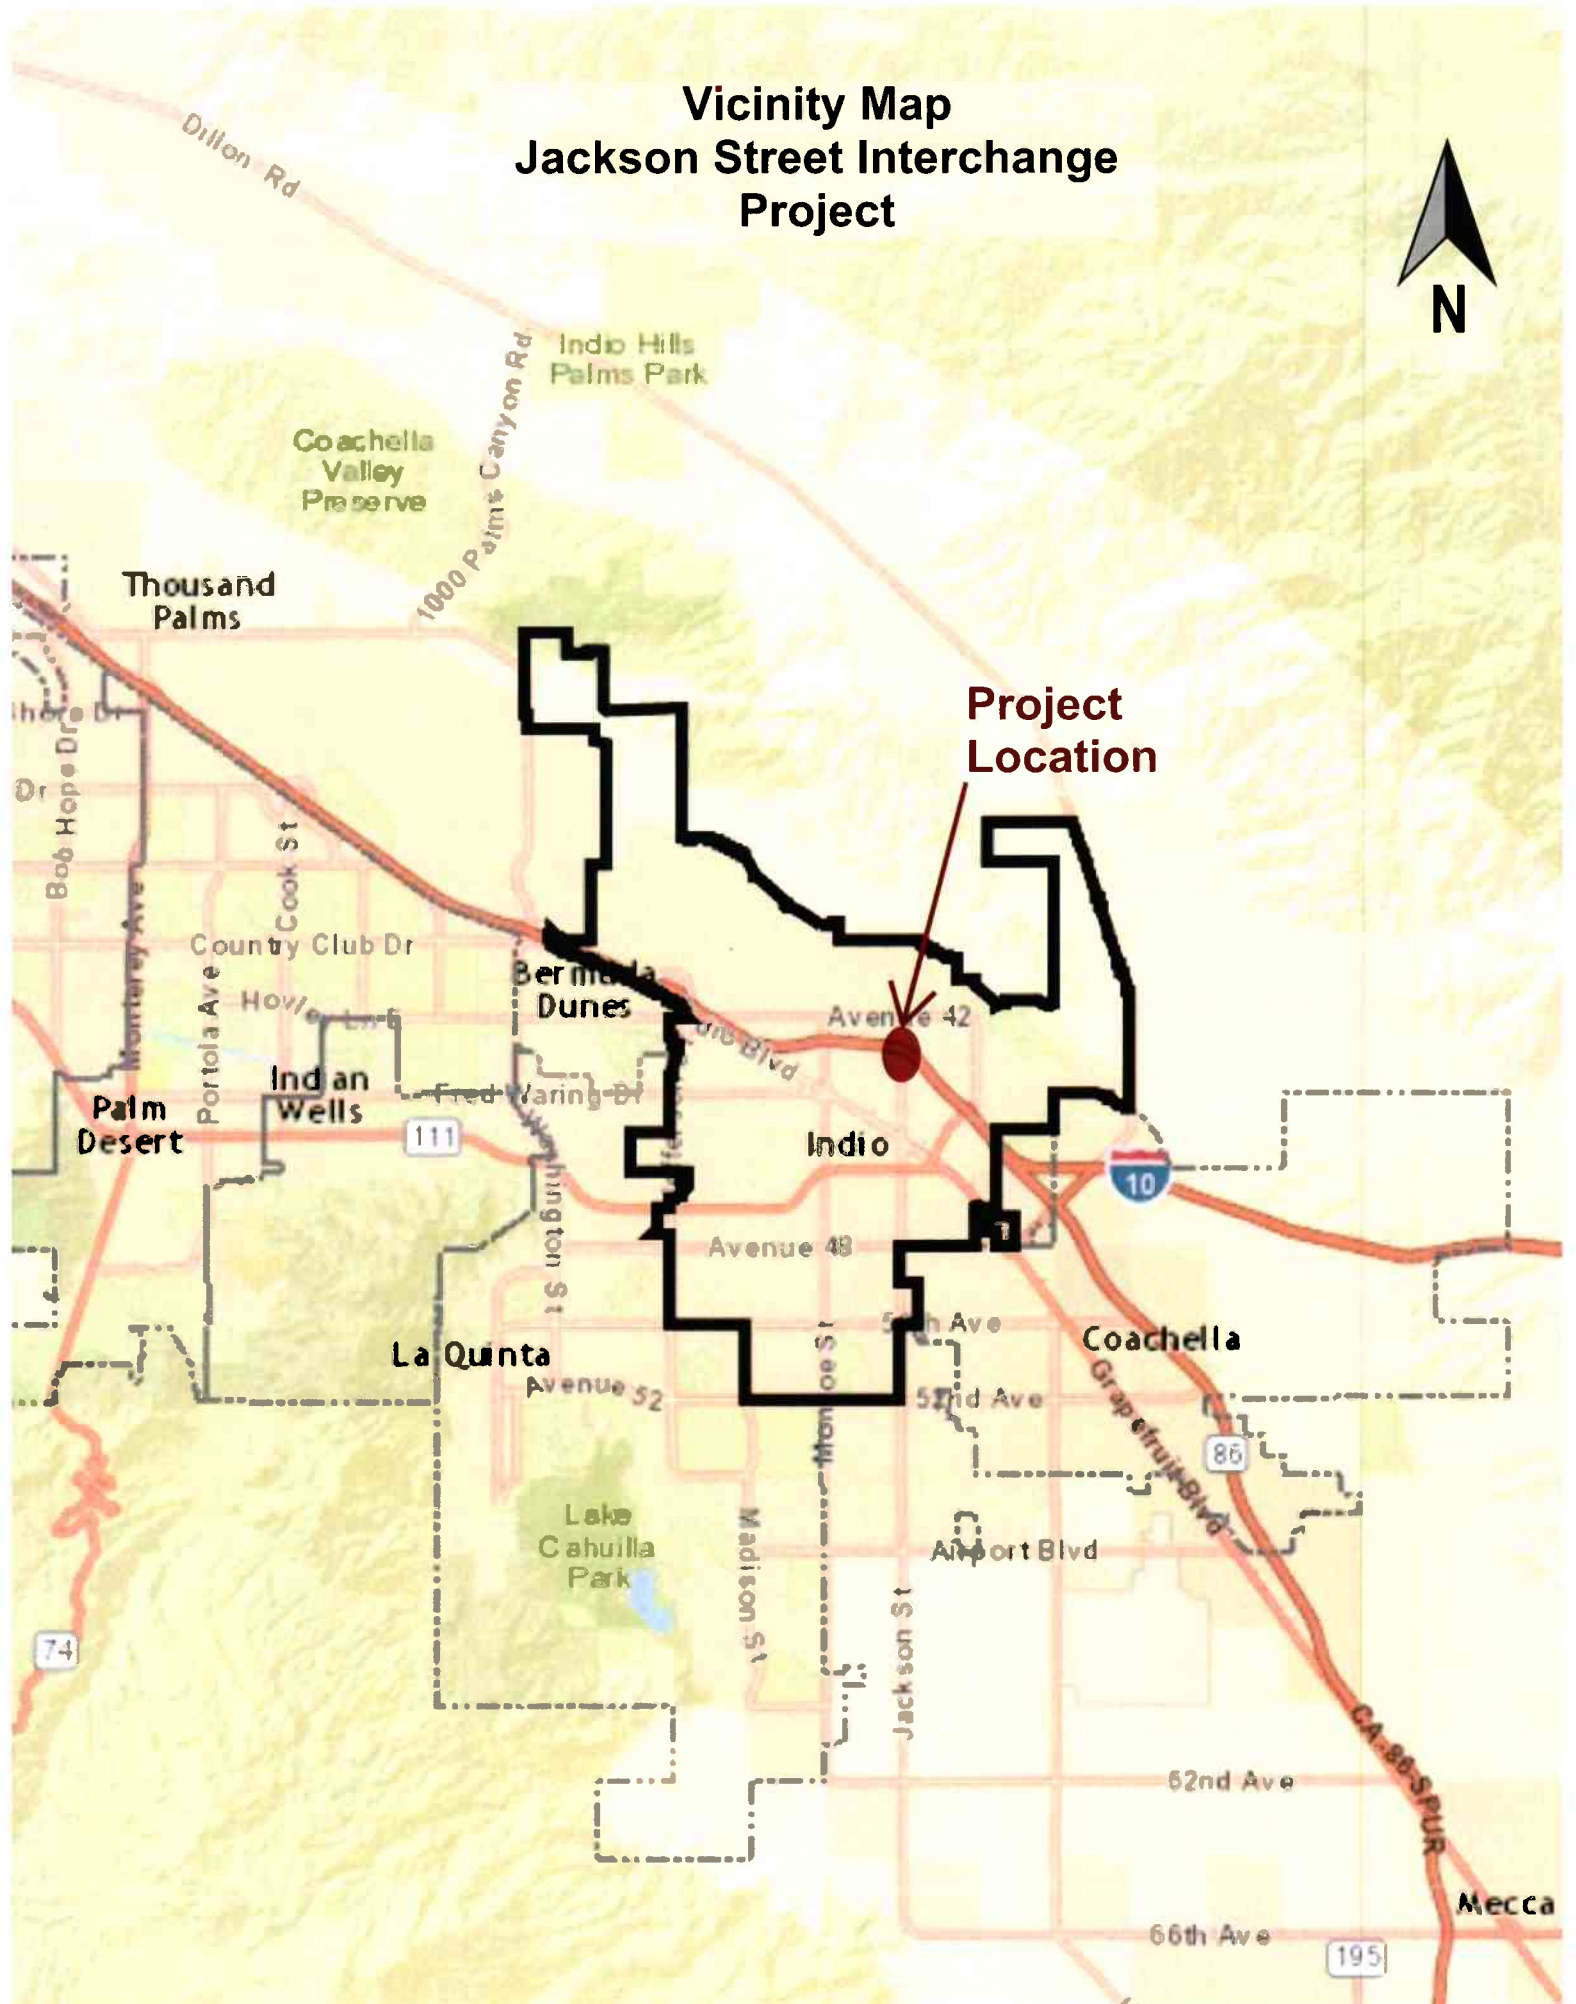 Vicinity Map
Jackson Street Interchange
Project
N
Dillon Rd
Indio Hills
Palms Park
1000 Palms Canyon Rd
Coachella
Valley
Preserve
Thousand
Palms
Project
Location
Dr
Bob Hope Dr
Monterey Ave
Portola Ave
Cook St
Country Club Dr
Bermuda
Dunes
Avenue 42
Blvd
Fred Waring Dr
Indian
Wells
Palm
Desert
111
Washington St
Indio
10
Avenue 48
Ave
Coachella
La Quinta
Avenue 52
52nd Ave
Monroe St
Grapefruit Blvd
86
Lake
Cahuilla
Park
Madison St
Airport Blvd
Jackson St
74
CA-86 SPUR
62nd Ave
Mecca
66th Ave
195